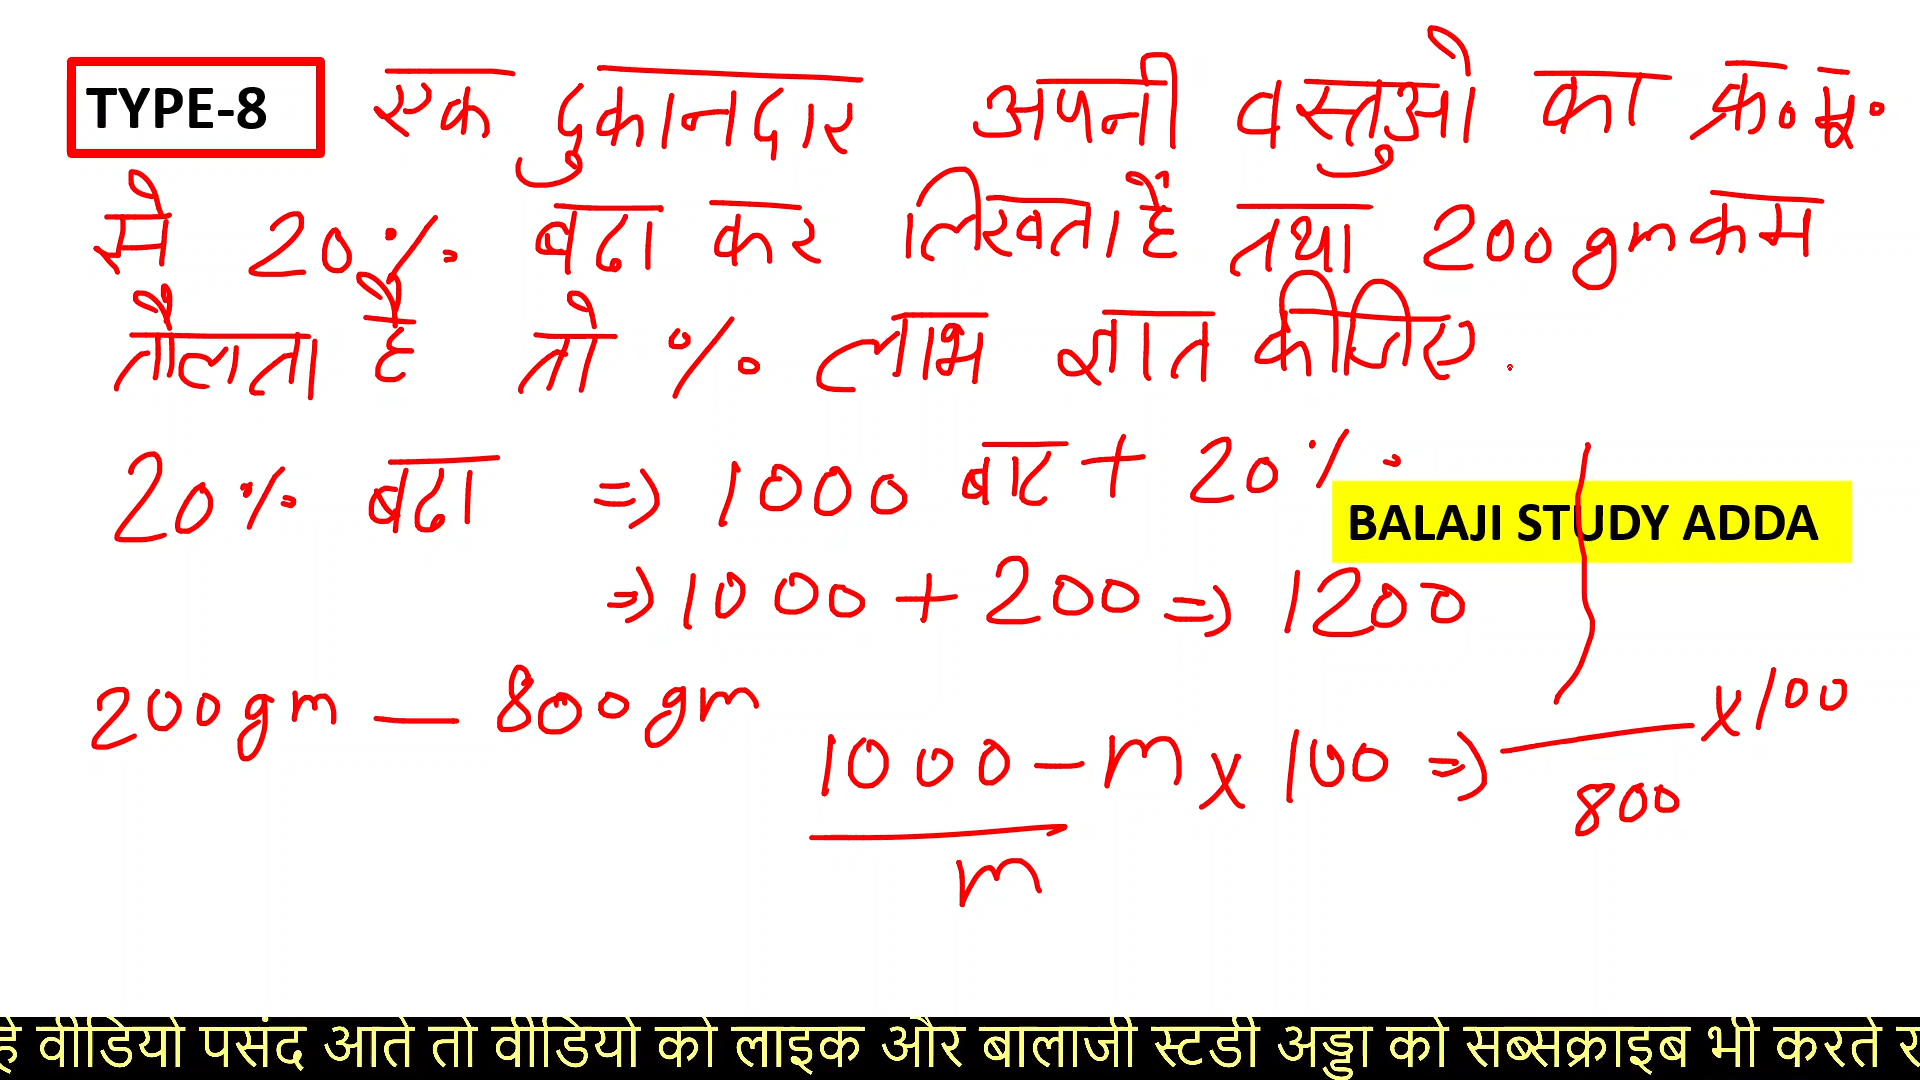 TYPE-8 एक दुकानदार अपनी वस्तुओ का क्र॰मू॰
से 20% बढा कर लिखता है तथा 200gm कम
तौलता है तो % लाभ ज्ञात कीजिए.
20% बढा => 1000 बाट + 20%
BALAJI STUDY ADDA
=> 1000 + 200 => 1200
200gm — 800gm
1000 - m x 100 => x 100
m 800
हे वीडियो पसंद आते तो वीडियो को लाइक और बालाजी स्टडी अड्डा को सब्सक्राइब भी करते र